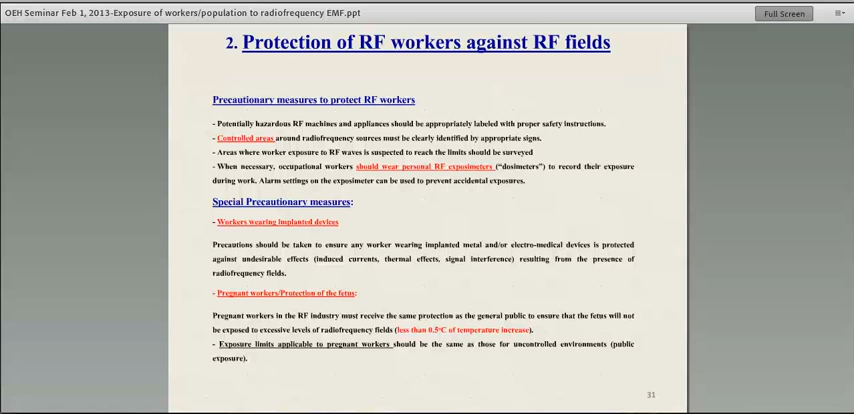 OEH Seminar Feb 1, 2013-Exposure of workers/population to radiofrequency EMF.ppt
Full Screen
2. Protection of RF workers against RF fields
Precautionary measures to protect RF workers
- Potentially hazardous RF machines and appliances should be appropriately labeled with proper safety instructions.
- Controlled areas around radiofrequency sources must be clearly identified by appropriate signs.
- Areas where worker exposure to RF waves is suspected to reach the limits should be surveyed
- When necessary, occupational workers should wear personal RF exposimeters ("dosimeters") to record their exposure
during work. Alarm settings on the exposimeter can be used to prevent accidental exposures.
Special Precautionary measures:
- Workers wearing implanted devices
Precautions should be taken to ensure any worker wearing implanted metal and/or electro-medical devices is protected
against undesirable effects (induced currents, thermal effects, signal interference) resulting from the presence of
radiofrequency fields.
- Pregnant workers/Protection of the fetus:
Pregnant workers in the RF industry must receive the same protection as the general public to ensure that the fetus will not
be exposed to excessive levels of radiofrequency fields (less than 0.5°C of temperature increase).
- Exposure limits applicable to pregnant workers should be the same as those for uncontrolled environments (public
exposure).
31